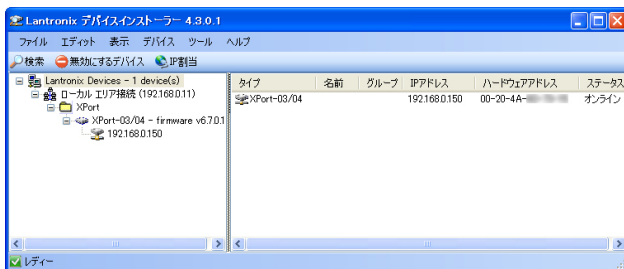 Lantronix デバイスインストーラー 4.3.0.1
ファイル エディット 表示 デバイス ツール ヘルプ
検索 無効にするデバイス IP割当
Lantronix Devices - 1 device(s)
ローカル エリア接続 (192.168.0.11)
XPort
XPort-03/04 - firmware v6.7.0.1
192.168.0.150
タイプ 名前 グループ IPアドレス ハードウェアアドレス ステータス
XPort-03/04 192.168.0.150 00-20-4A- オンライン
レディー